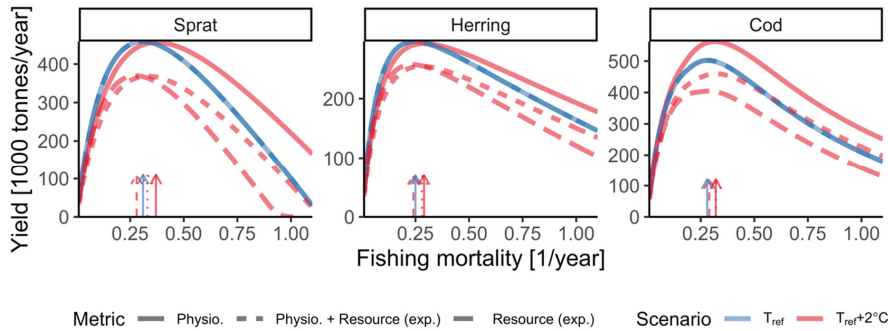 Sprat
Herring
Cod
Yield [1000 tonnes/year]
400
300
200
100
0
200
100
0
500
400
300
200
100
0
0.25 0.50 0.75 1.00
0.25 0.50 0.75 1.00
0.25 0.50 0.75 1.00
Fishing mortality [1/year]
Metric Physio. Physio. + Resource (exp.) Resource (exp.) Scenario Tref Tref+2°C